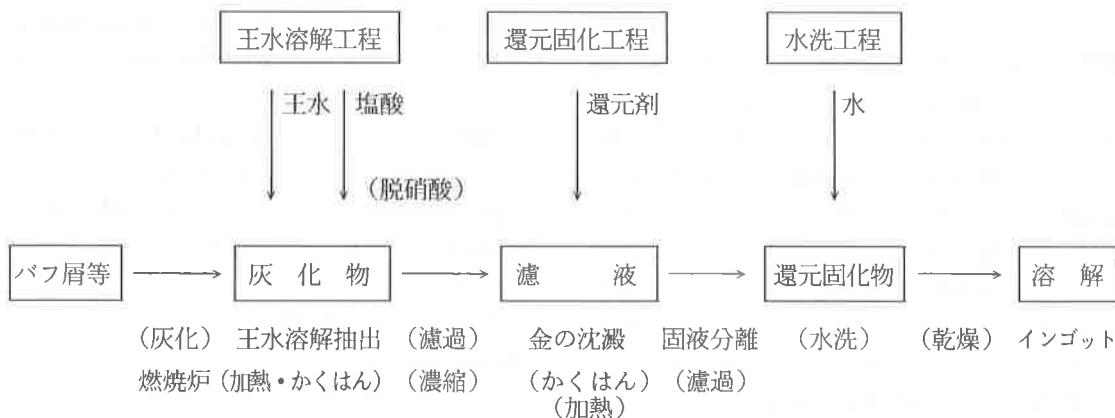 王水溶解工程 還元固化工程 水洗工程
王水 塩酸 還元剤 水
(脱硝酸)
バフ屑等 灰化物 濾液 還元固化物 溶解
(灰化) 王水溶解抽出 (濾過) 金の沈澱 固液分離 (水洗) (乾燥) インゴット
燃焼炉 (加熱・かくはん) (濃縮) (かくはん) (濾過)
(加熱)